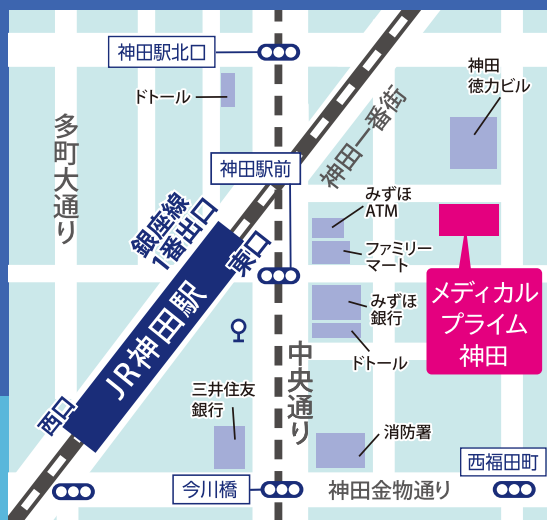 神田駅北口
神田
徳力ビル
ドトール
多町大通り
神田一番街
神田駅前
みずほ
ATM
銀座線
1番出口
東口
ファミリー
マート
メディカル
プライム
神田
みずほ
銀行
JR神田駅
ドトール
中央通り
三井住友
銀行
西口
消防署
西福田町
今川橋
神田金物通り